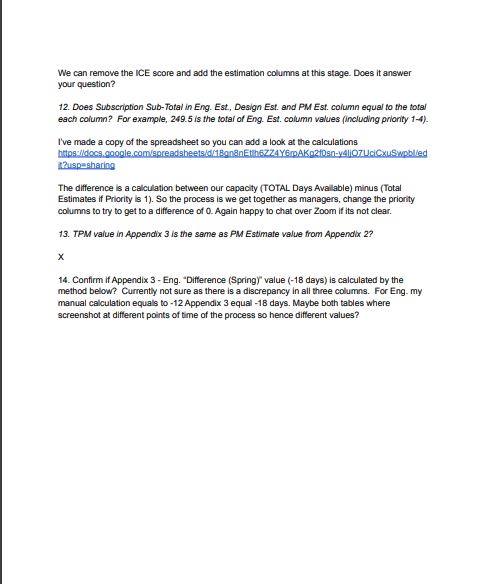 We can remove the ICE score and add the estimation columns at this stage. Does it answer
your question?
12. Does Subscription Sub-Total in Eng. Est., Design Est. and PM Est. column equal to the total
each column? For example, 249.5 is the total of Eng. Est. column values (including priority 1-4).
I've made a copy of the spreadsheet so you can add a look at the calculations
https://docs.google.com/spreadsheets/d/18gn8nEtlh6ZZ4Y6rpAKg2f0sn-y4ljO7UciCxuSwpbI/ed
it?usp=sharing
The difference is a calculation between our capacity (TOTAL Days Available) minus (Total
Estimates if Priority is 1). So the process is we get together as managers, change the priority
columns to try to get to a difference of 0. Again happy to chat over Zoom if its not clear.
13. TPM value in Appendix 3 is the same as PM Estimate value from Appendix 2?
X
14. Confirm if Appendix 3 - Eng. "Difference (Spring)" value (-18 days) is calculated by the
method below? Currently not sure as there is a discrepancy in all three columns. For Eng. my
manual calculation equals to -12 Appendix 3 equal -18 days. Maybe both tables where
screenshot at different points of time of the process so hence different values?